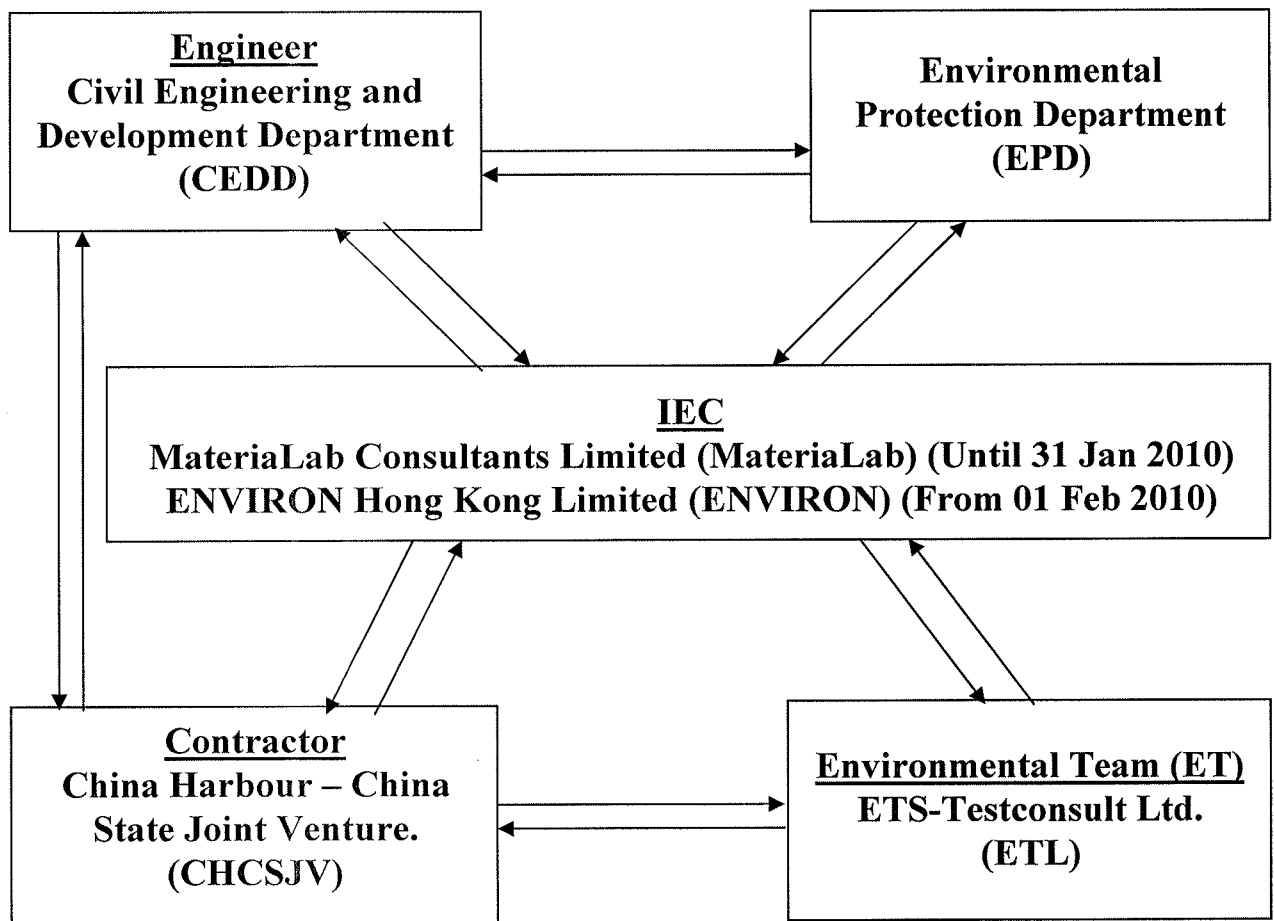 Engineer
Civil Engineering and
Development Department
(CEDD)
Environmental
Protection Department
(EPD)
IEC
MateriaLab Consultants Limited (MateriaLab) (Until 31 Jan 2010)
ENVIRON Hong Kong Limited (ENVIRON) (From 01 Feb 2010)
Contractor
China Harbour – China
State Joint Venture.
(CHCSJV)
Environmental Team (ET)
ETS-Testconsult Ltd.
(ETL)